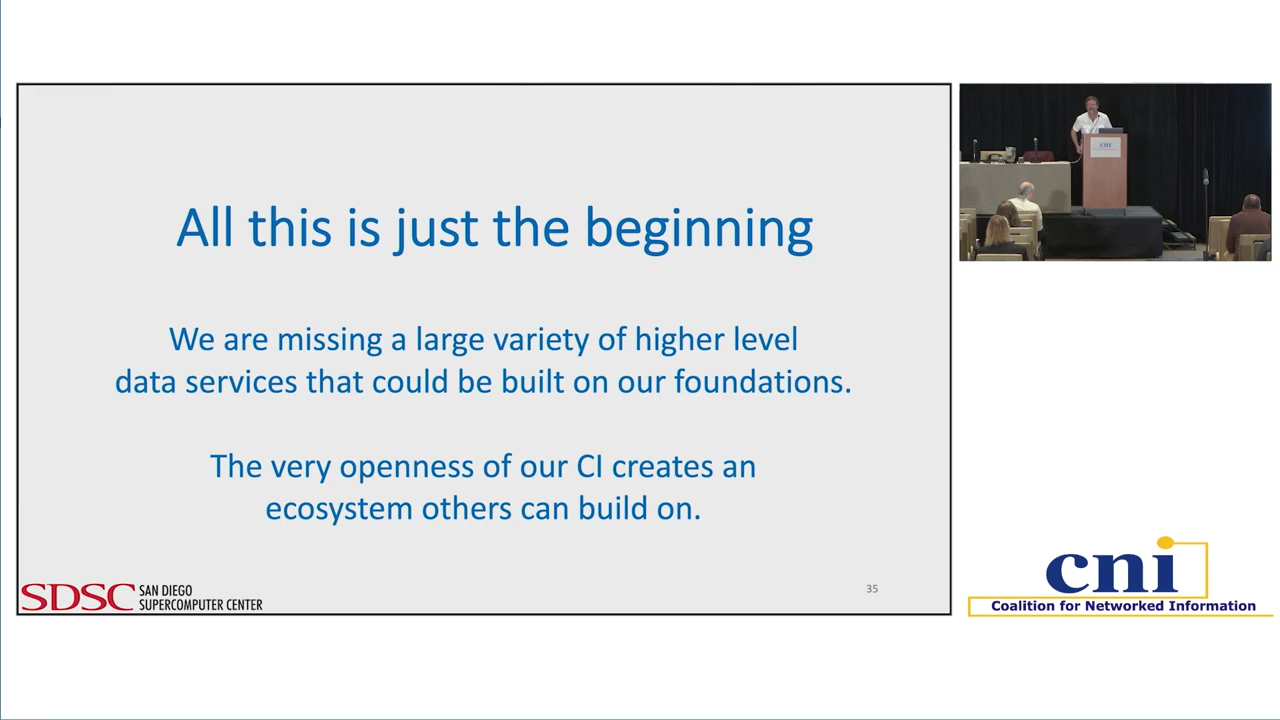 All this is just the beginning
We are missing a large variety of higher level
data services that could be built on our foundations.
The very openness of our CI creates an
ecosystem others can build on.
SDSC SAN DIEGO
SUPERCOMPUTER CENTER
35
cni
cni
Coalition for Networked Information